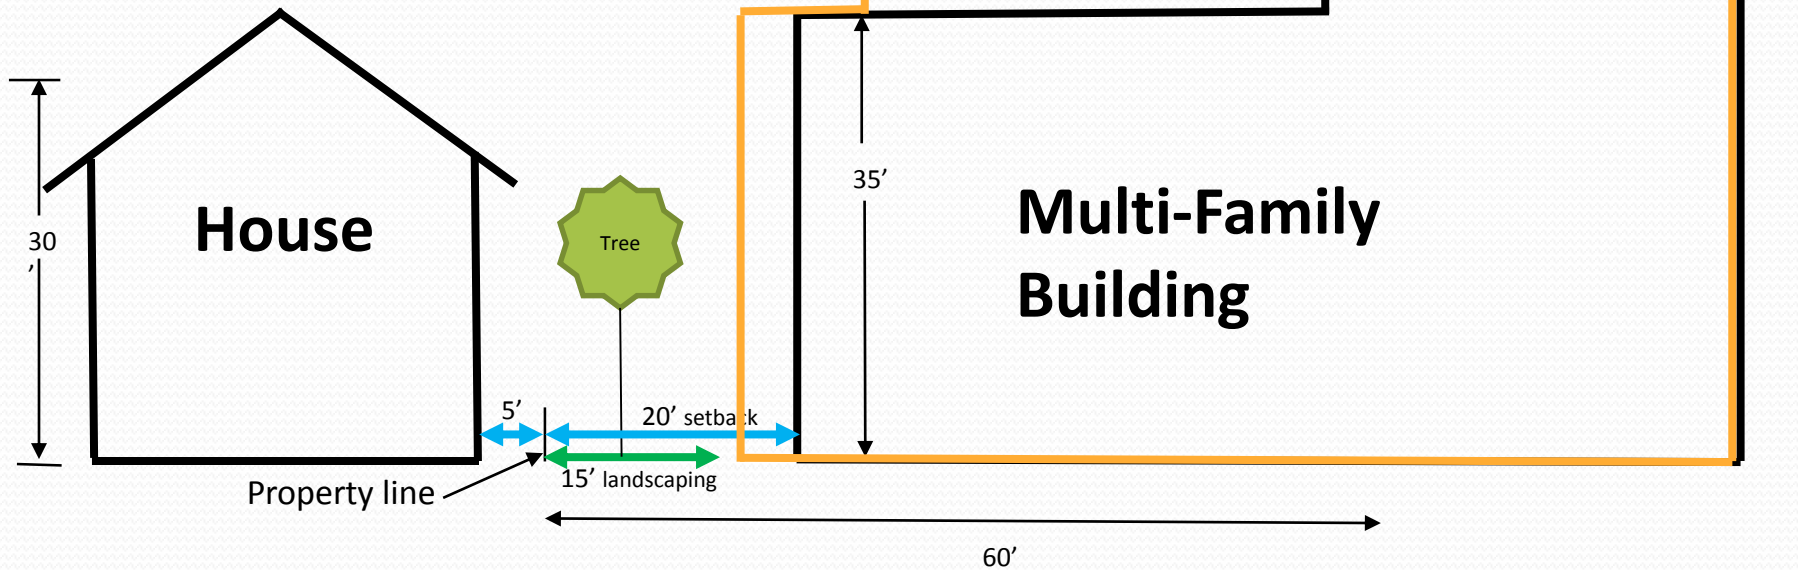 35’
House
Multi-Family
Building
30
’
Tree
5’
20’ setback
15’ landscaping
Property line
60’